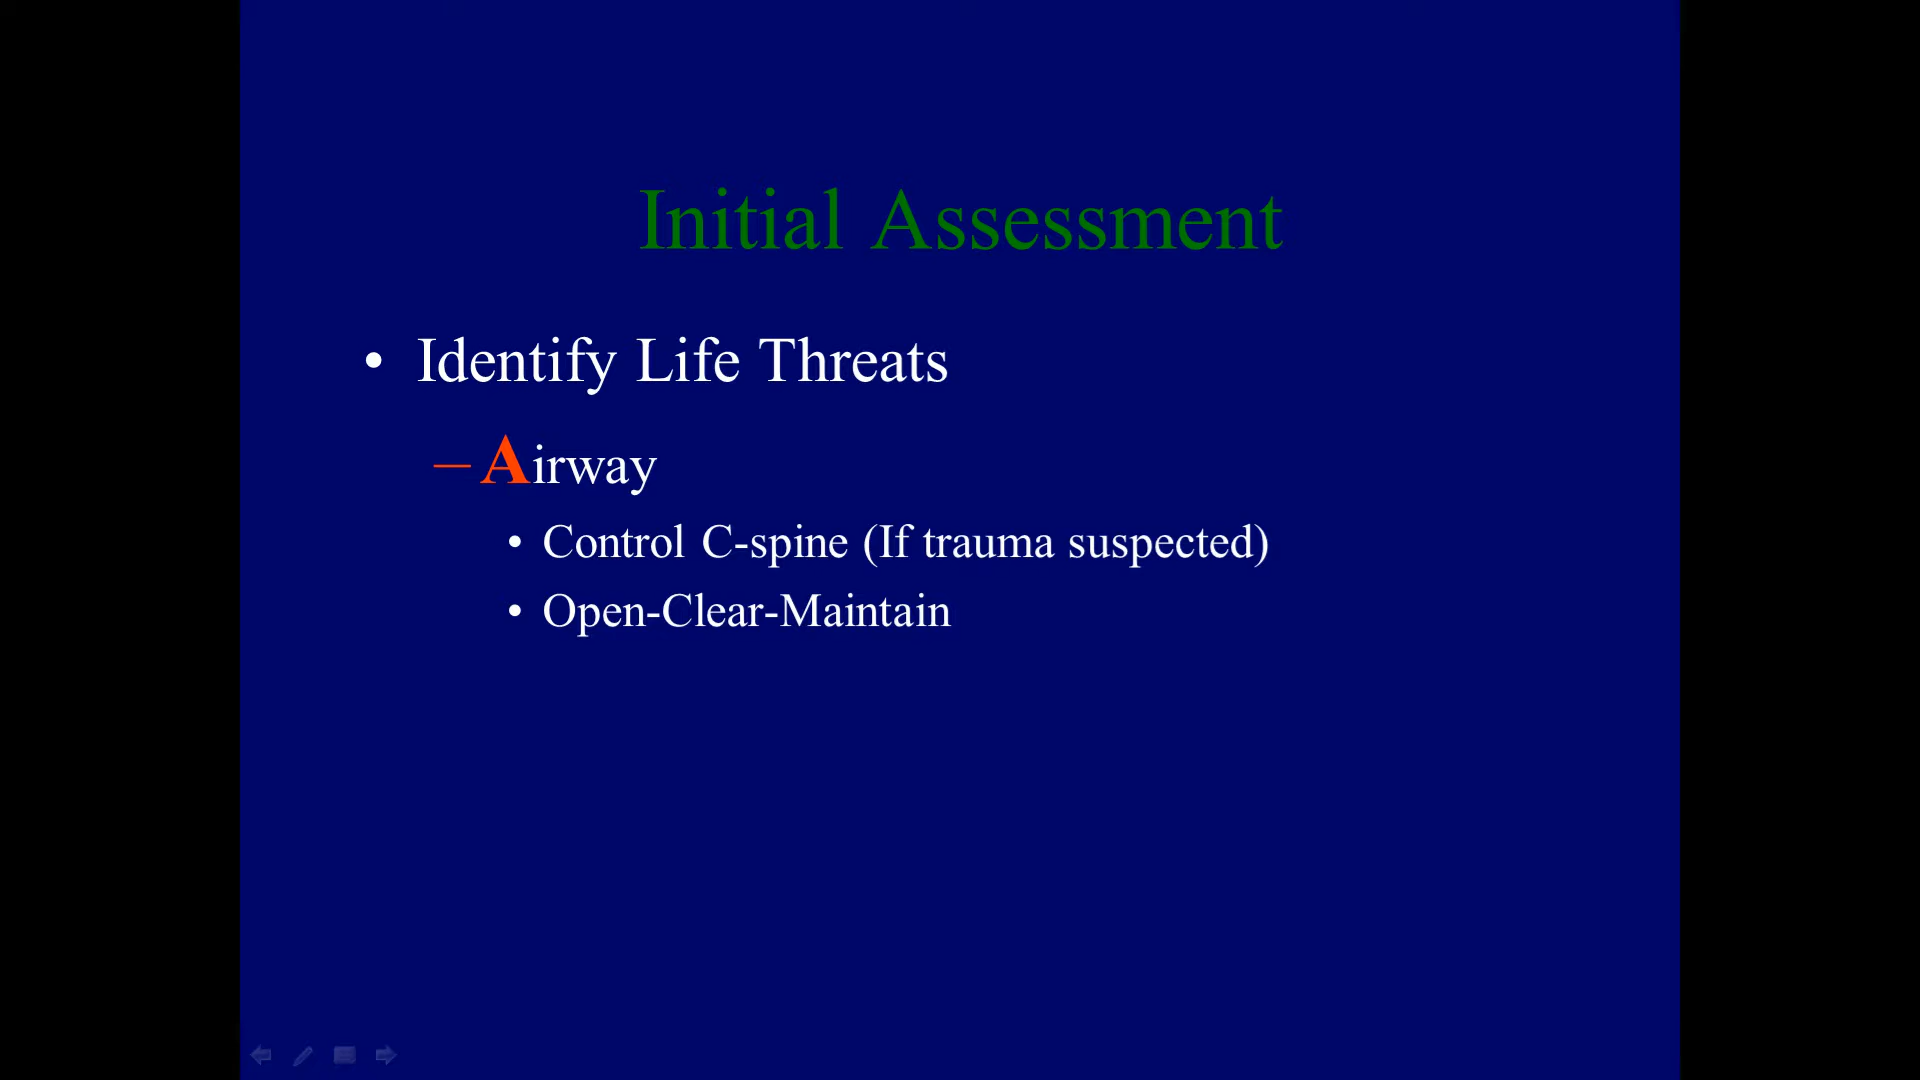 Initial Assessment
• Identify Life Threats
– Airway
• Control C-spine (If trauma suspected)
• Open-Clear-Maintain